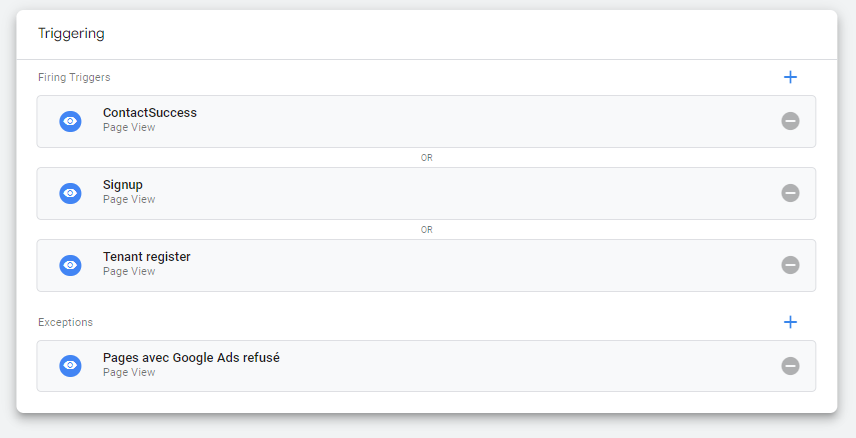 Triggering
Firing Triggers
ContactSuccess
Page View
OR
Signup
Page View
OR
Tenant register
Page View
Exceptions
Pages avec Google Ads refusé
Page View